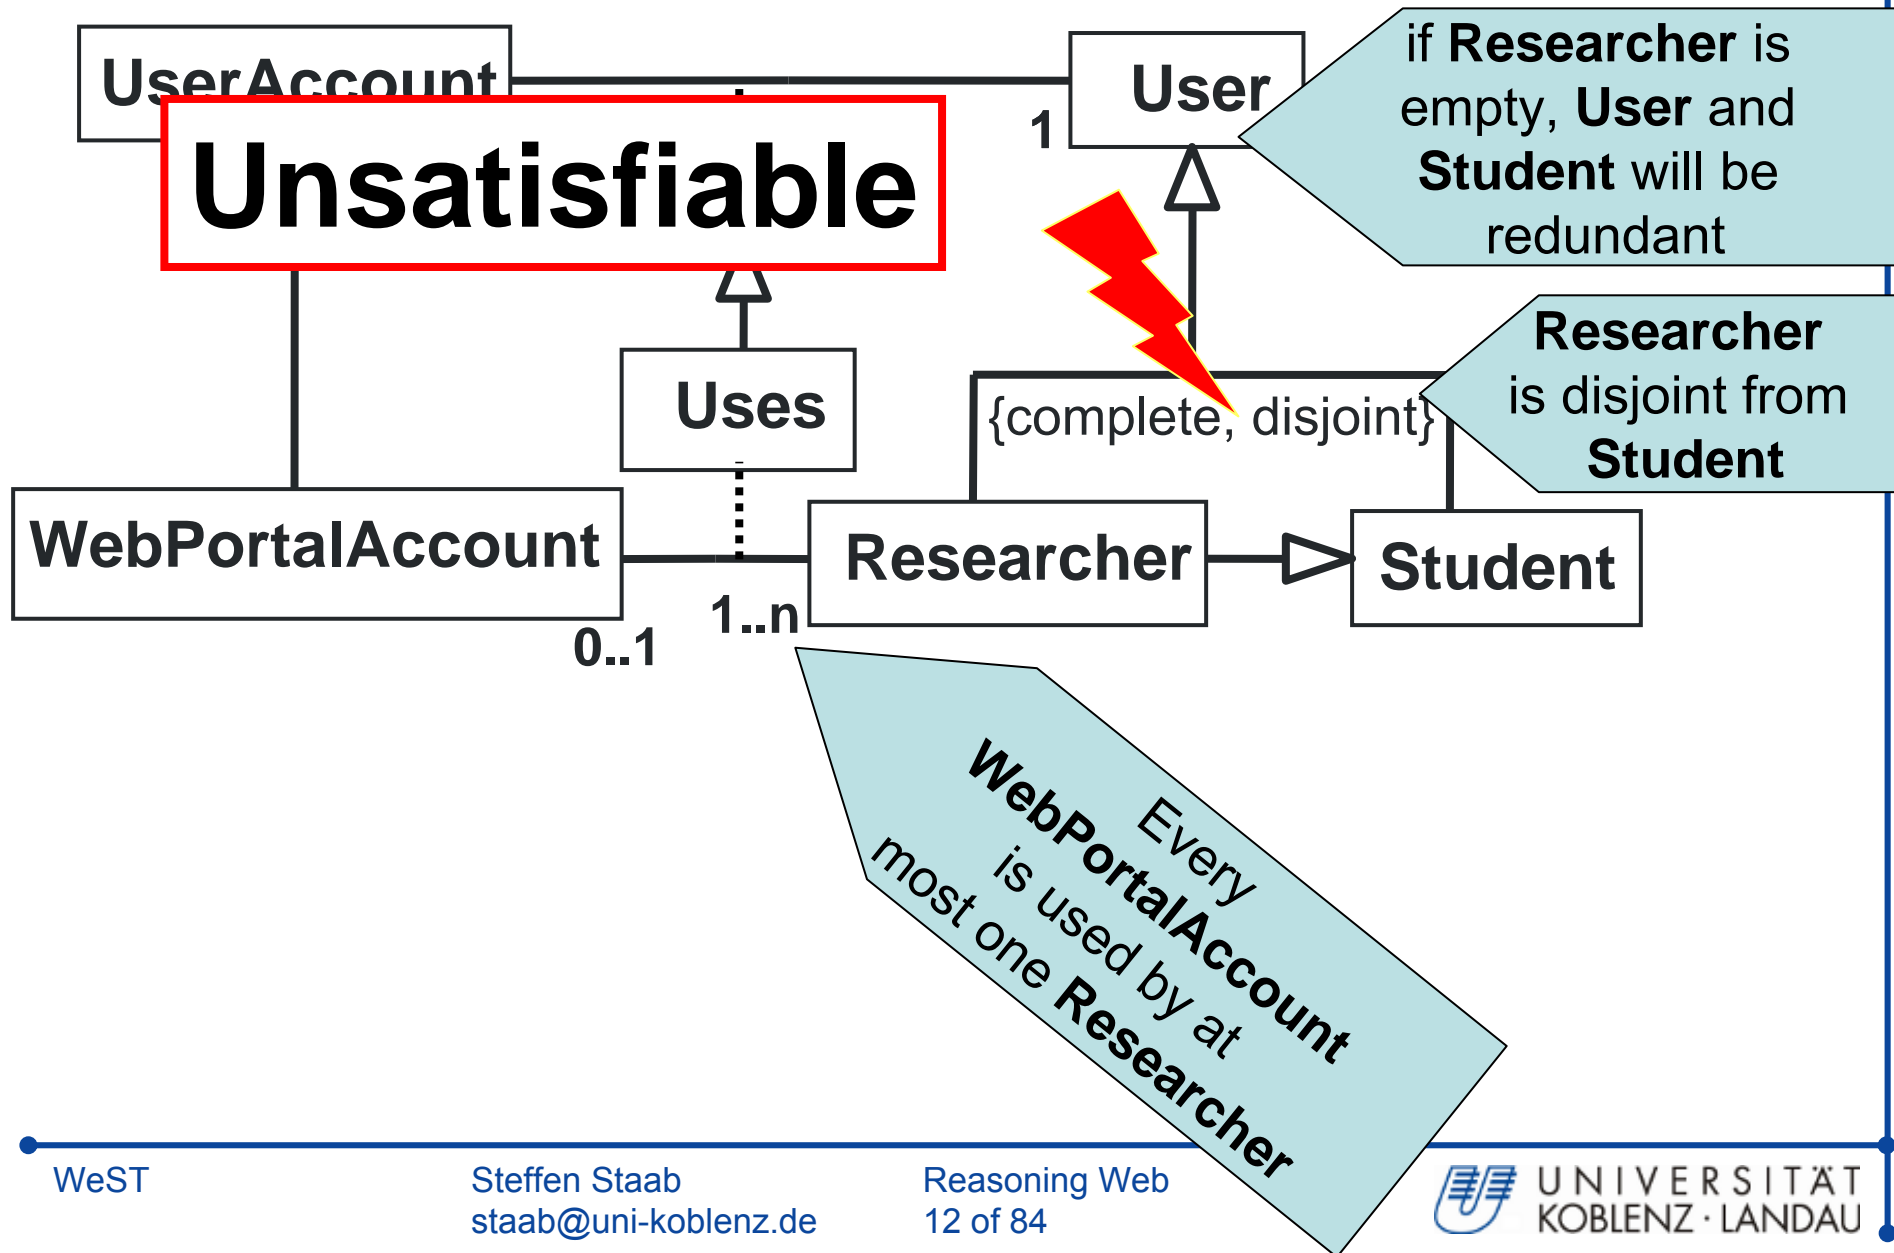 UserAccount
User
1
Unsatisfiable
if Researcher is
empty, User and
Student will be
redundant
Researcher
is disjoint from
Student
Uses
{complete, disjoint}
WebPortalAccount
Researcher
Student
0..1
1..n
Every
WebPortalAccount
is used by at
most one Researcher
WeST
Steffen Staab
staab@uni-koblenz.de
Reasoning Web
12 of 84
UNIVERSITÄT
KOBLENZ · LANDAU